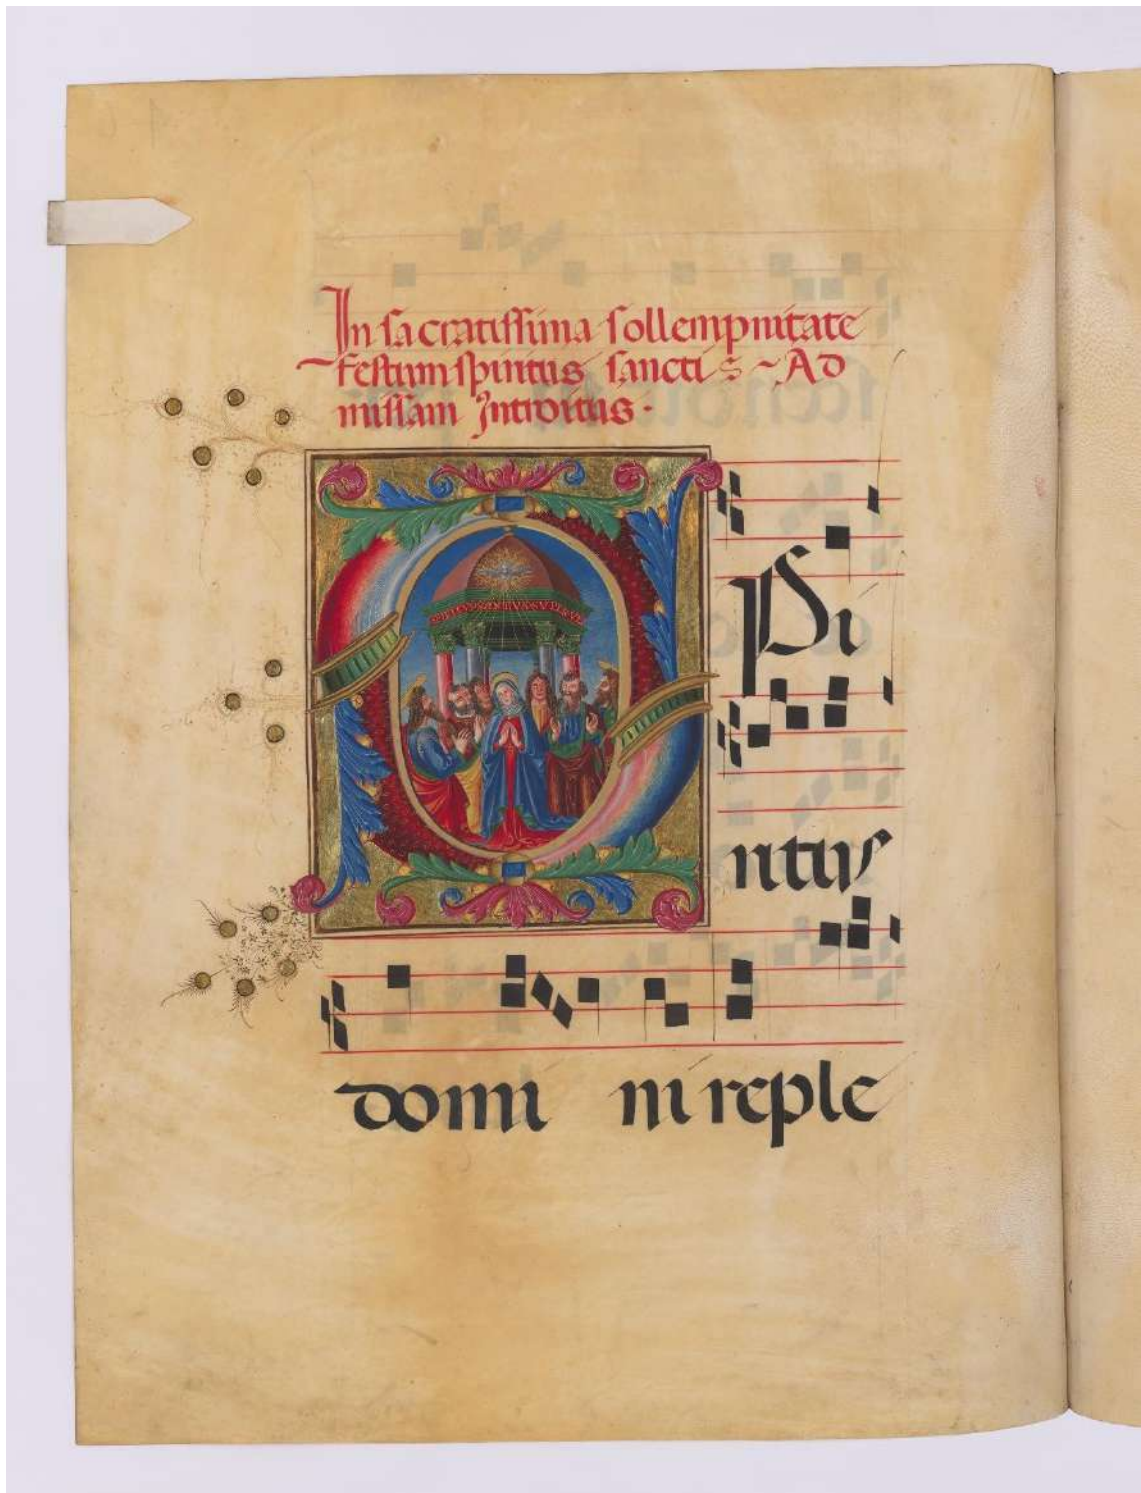 In sacratissima sollempnitate
festum spiritus sancti s ~ Ad
missam Introitus.
Spi
ritus
domi ni reple